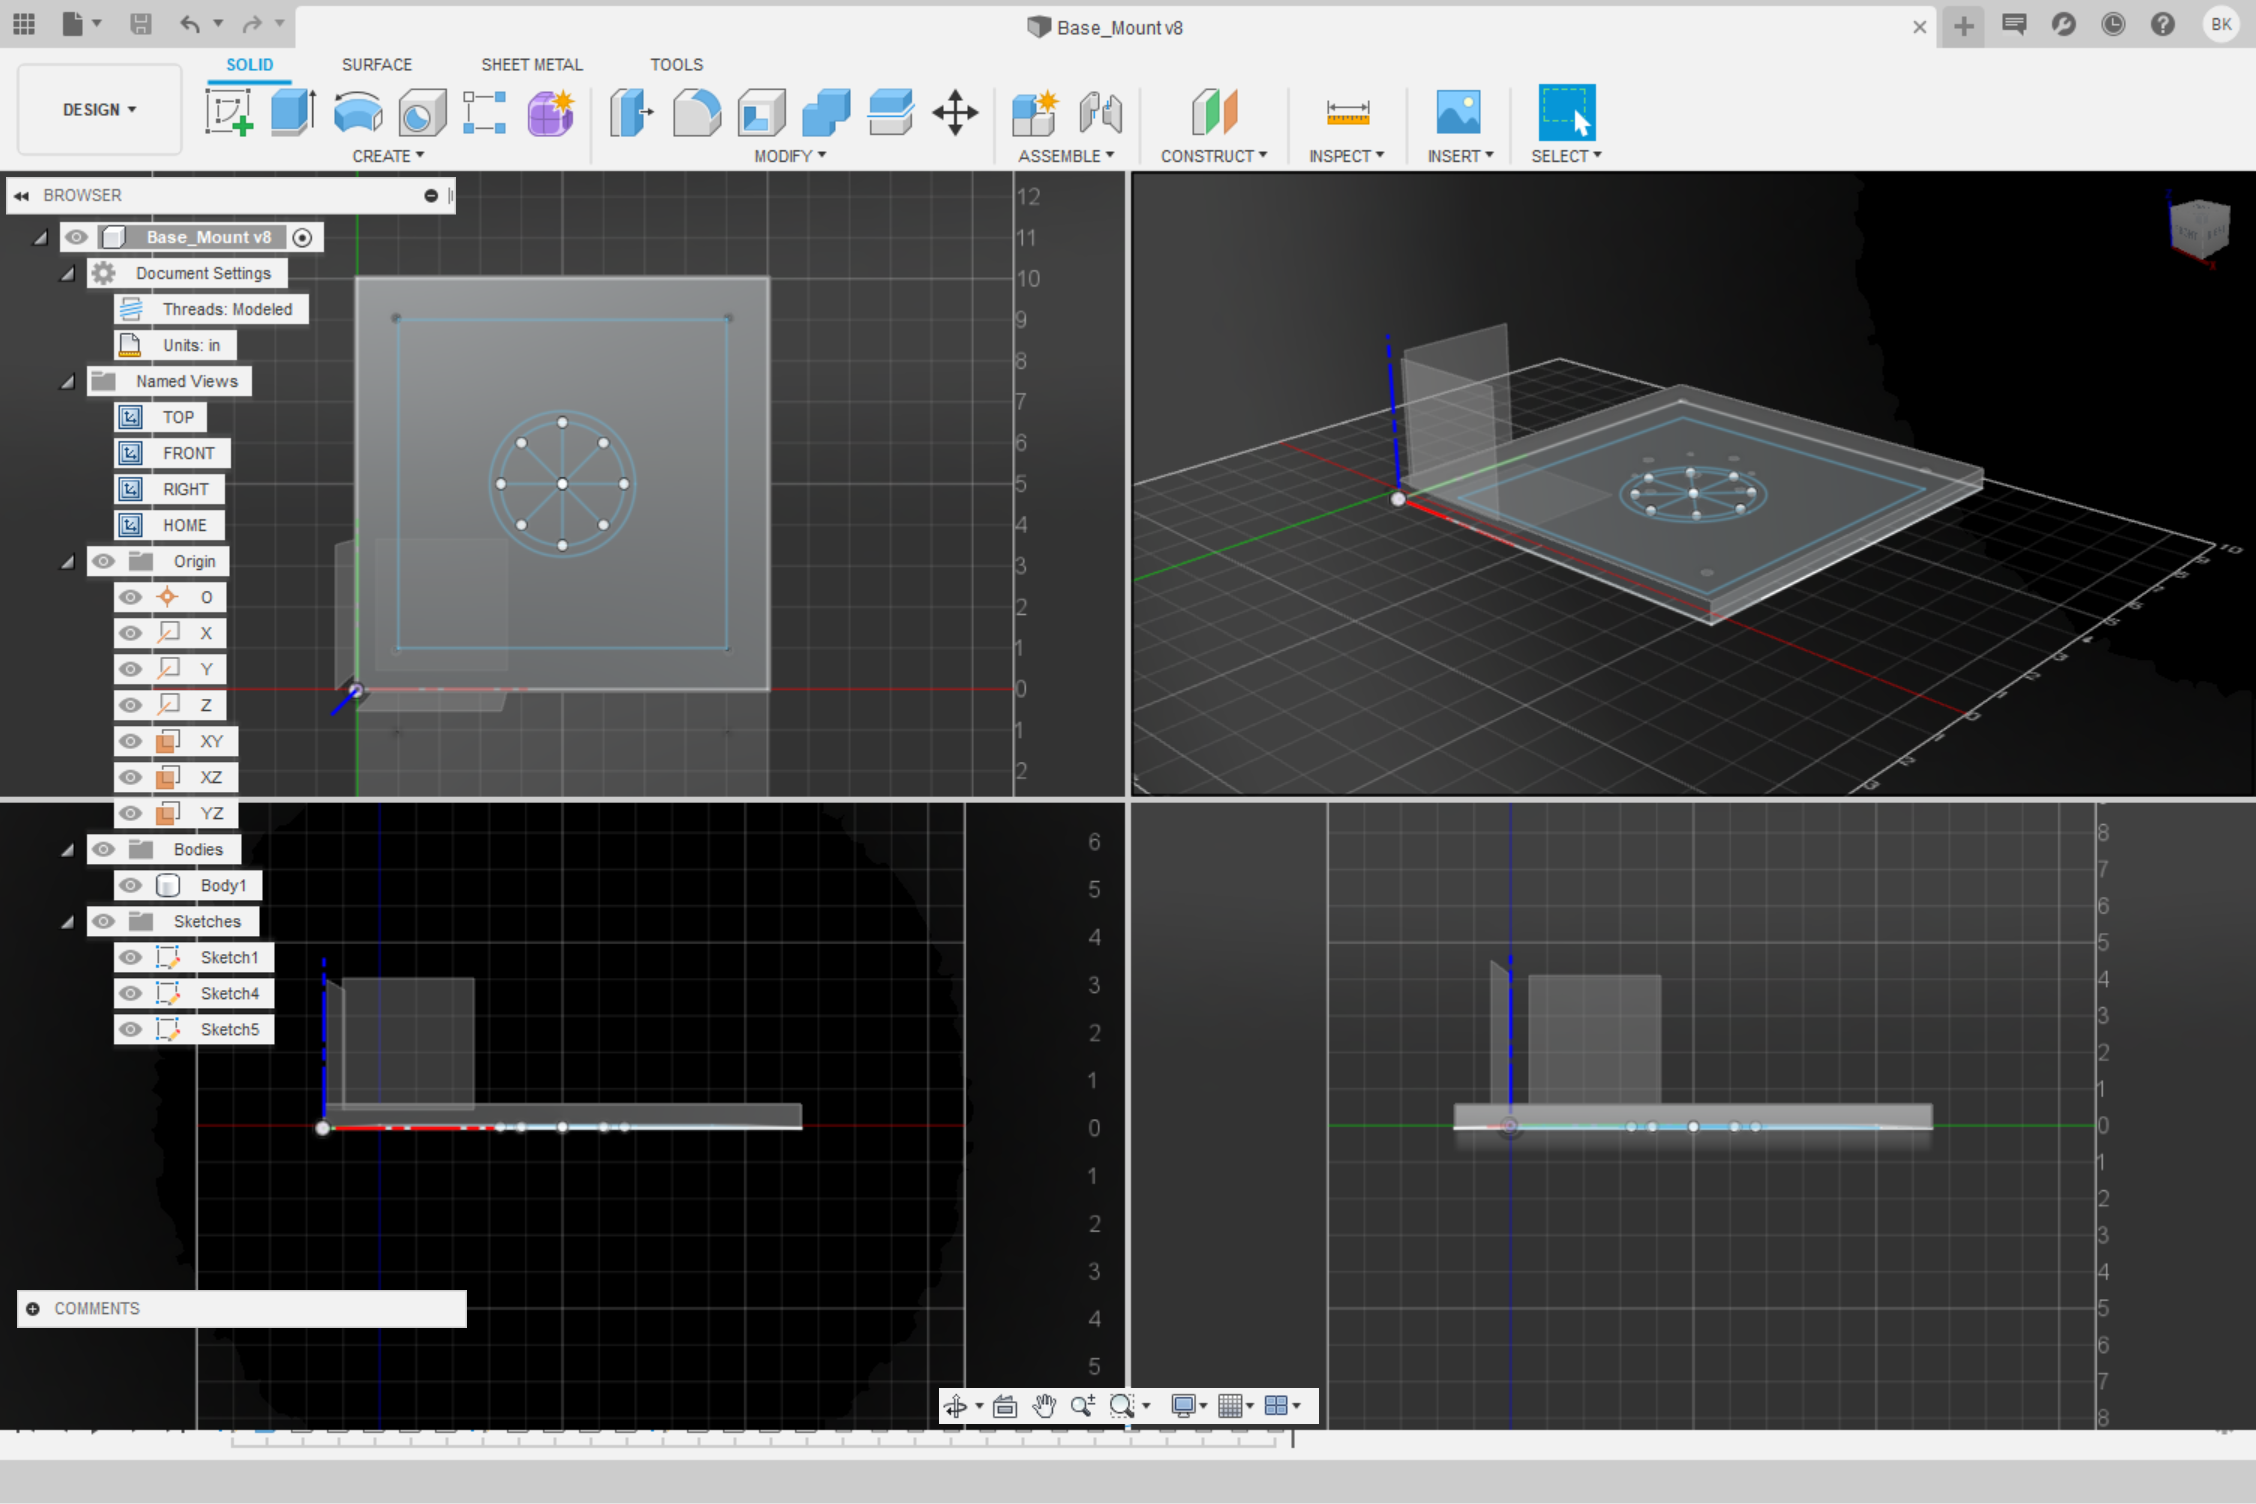 Base_Mount v8
BK
DESIGN
SOLID
SURFACE
SHEET METAL
TOOLS
CREATE
MODIFY
ASSEMBLE
CONSTRUCT
INSPECT
INSERT
SELECT
BROWSER
Base_Mount v8
Document Settings
Threads: Modeled
Units: in
Named Views
TOP
FRONT
RIGHT
HOME
Origin
O
X
Y
Z
XY
XZ
YZ
Bodies
Body1
Sketches
Sketch1
Sketch4
Sketch5
COMMENTS
12
11
10
9
8
7
6
5
4
3
2
1
0
1
2
10
6
5
4
3
2
1
0
1
2
3
4
5
8
7
6
5
4
3
2
1
0
1
2
3
4
5
6
7
8